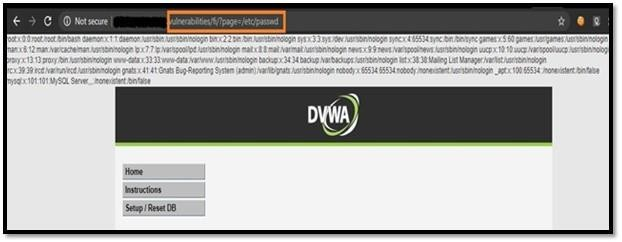 Not secure vulnerabilities/fi/?page=/etc/passwd
root:x:0:0:root:/root:/bin/bash daemon:x:1:1:daemon:/usr/sbin:/usr/sbin/nologin bin:x:2:2:bin:/bin:/usr/sbin/nologin sys:x:3:3:sys:/dev:/usr/sbin/nologin sync:x:4:65534:sync:/bin:/bin/sync games:x:5:60:games:/usr/games:/
man:x:6:12:man:/var/cache/man:/usr/sbin/nologin lp:x:7:7:lp:/var/spool/lpd:/usr/sbin/nologin mail:x:8:8:mail:/var/mail:/usr/sbin/nologin news:x:9:9:news:/var/spool/news:/usr/sbin/nologin uucp:x:10:10:uucp:/var/spool/uucp:/usr/sbin/nologin
proxy:x:13:13:proxy:/bin:/usr/sbin/nologin www-data:x:33:33:www-data:/var/www:/usr/sbin/nologin backup:x:34:34:backup:/var/backups:/usr/sbin/nologin list:x:38:38:Mailing List Manager:/var/list:/usr/sbin/nologin
irc:x:39:39:ircd:/var/run/ircd:/usr/sbin/nologin gnats:x:41:41:Gnats Bug-Reporting System (admin):/var/lib/gnats:/usr/sbin/nologin nobody:x:65534:65534:nobody:/nonexistent:/usr/sbin/nologin _apt:x:100:65534::/nonexistent:/bin/false
mysql:x:101:101:MySQL Server,,,:/nonexistent:/bin/false
DVWA
Home
Instructions
Setup / Reset DB